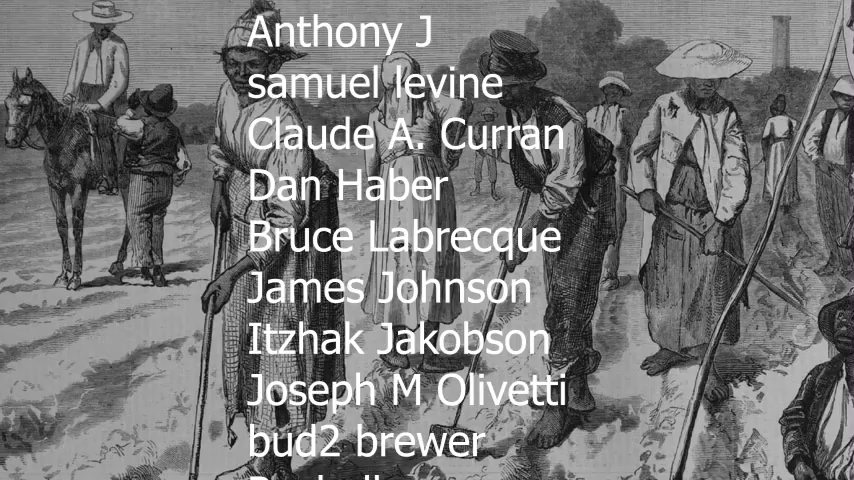 Anthony J
samuel levine
Claude A. Curran
Dan Haber
Bruce Labrecque
James Johnson
Itzhak Jakobson
Joseph M Olivetti
bud2 brewer